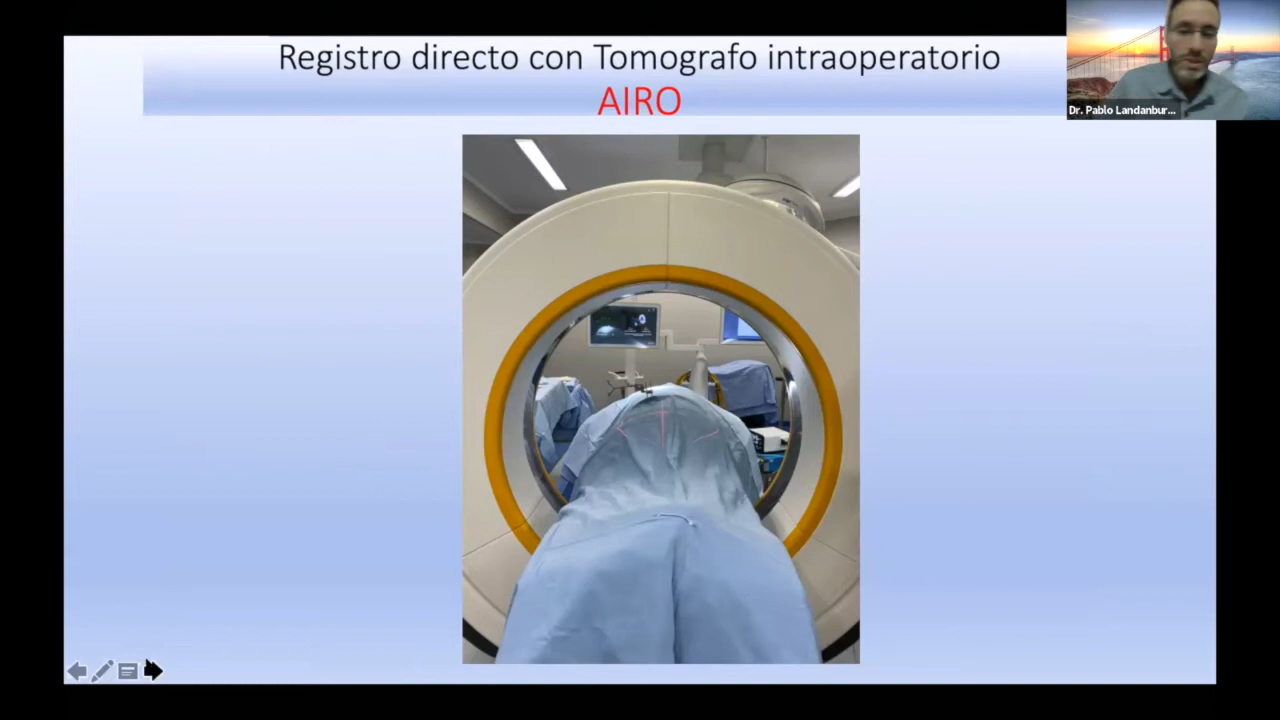 Registro directo con Tomografo intraoperatorio
AIRO
Dr. Pablo Landanbur...